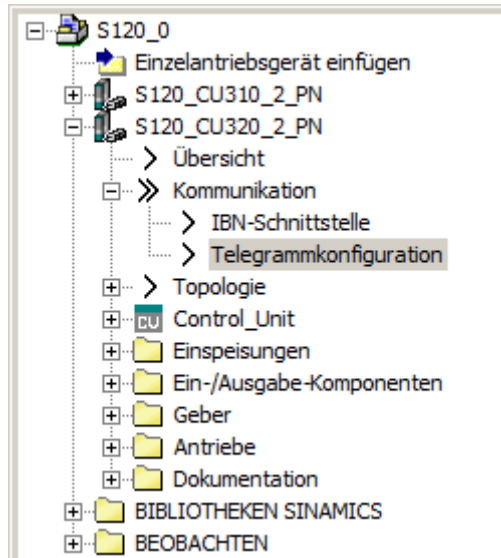 S120_0
Einzelantriebsgerät einfügen
S120_CU310_2_PN
S120_CU320_2_PN
Übersicht
Kommunikation
IBN-Schnittstelle
Telegrammkonfiguration
Topologie
CU Control_Unit
Einspeisungen
Ein-/Ausgabe-Komponenten
Geber
Antriebe
Dokumentation
BIBLIOTHEKEN SINAMICS
BEOBACHTEN